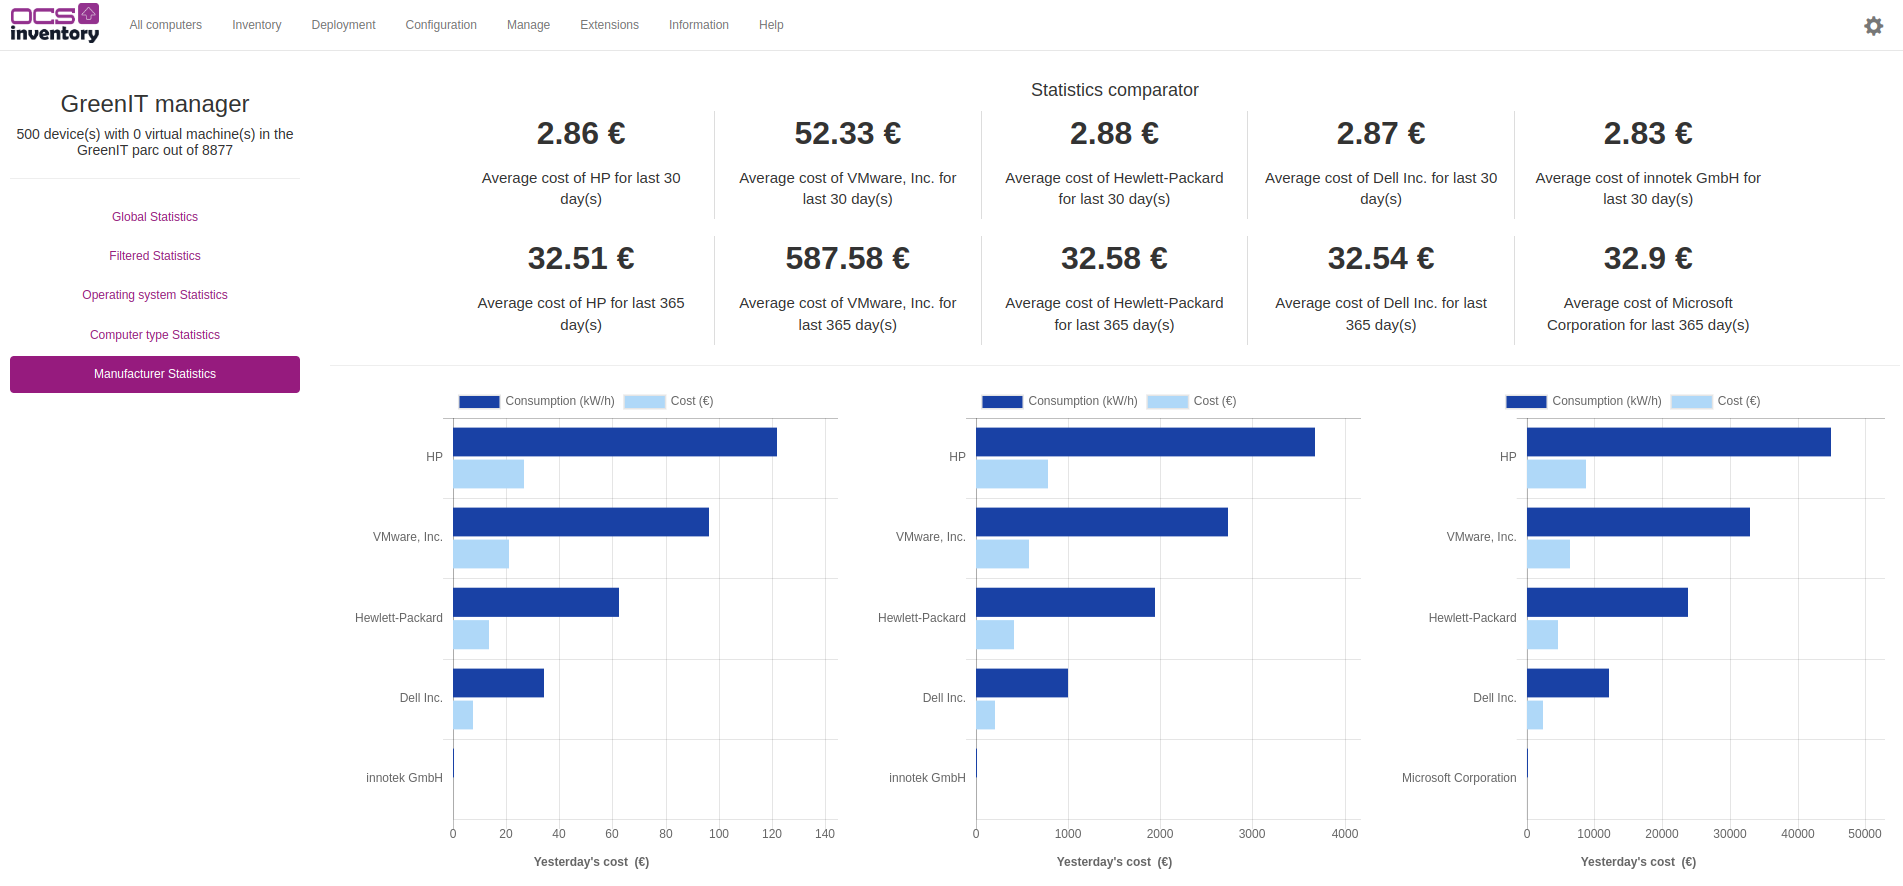 OCS
inventory
All computers
Inventory
Deployment
Configuration
Manage
Extensions
Information
Help
GreenIT manager
500 device(s) with 0 virtual machine(s) in the
GreenIT parc out of 8877
Global Statistics
Filtered Statistics
Operating system Statistics
Computer type Statistics
Manufacturer Statistics
Statistics comparator
2.86 €
Average cost of HP for last 30
day(s)
52.33 €
Average cost of VMware, Inc. for
last 30 day(s)
2.88 €
Average cost of Hewlett-Packard
for last 30 day(s)
2.87 €
Average cost of Dell Inc. for last 30
day(s)
2.83 €
Average cost of innotek GmbH for
last 30 day(s)
32.51 €
Average cost of HP for last 365
day(s)
587.58 €
Average cost of VMware, Inc. for
last 365 day(s)
32.58 €
Average cost of Hewlett-Packard
for last 365 day(s)
32.54 €
Average cost of Dell Inc. for last
365 day(s)
32.9 €
Average cost of Microsoft
Corporation for last 365 day(s)
Consumption (kW/h) Cost (€)
HP
VMware, Inc.
Hewlett-Packard
Dell Inc.
innotek GmbH
0 20 40 60 80 100 120 140
Yesterday's cost (€)
Consumption (kW/h) Cost (€)
HP
VMware, Inc.
Hewlett-Packard
Dell Inc.
innotek GmbH
0 1000 2000 3000 4000
Yesterday's cost (€)
Consumption (kW/h) Cost (€)
HP
VMware, Inc.
Hewlett-Packard
Dell Inc.
Microsoft Corporation
0 10000 20000 30000 40000 50000
Yesterday's cost (€)